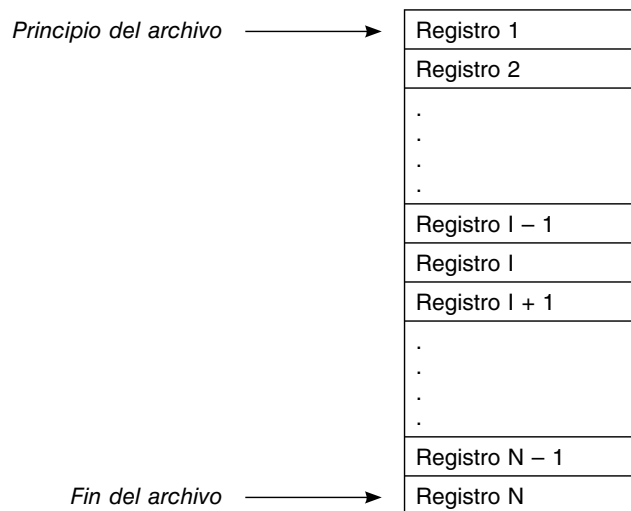 Principio del archivo
Registro 1
Registro 2
.
.
.
.
Registro I – 1
Registro I
Registro I + 1
.
.
.
.
Registro N – 1
Fin del archivo
Registro N